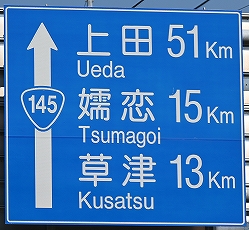 上田 51Km
Ueda
145
嬬恋 15Km
Tsumagoi
草津 13Km
Kusatsu